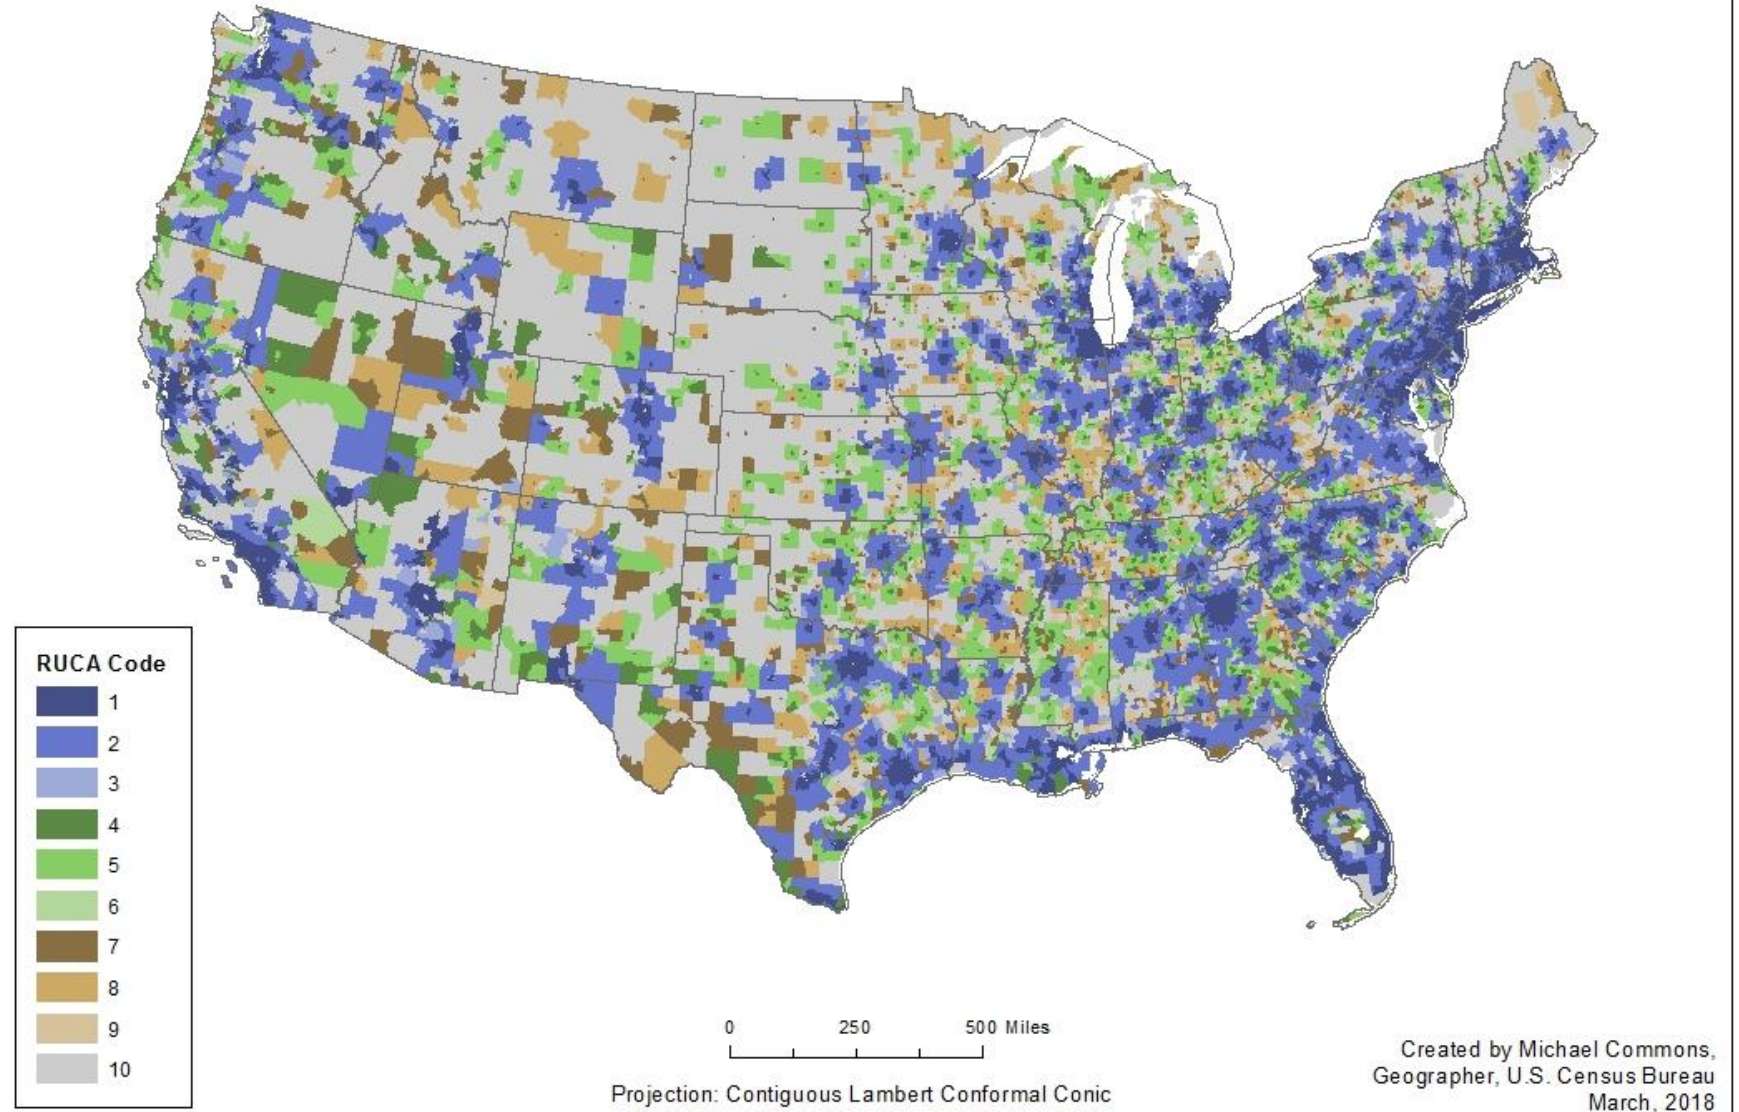 RUCA Code
1
2
3
4
5
6
7
8
9
10
0 250 500 Miles
Projection: Contiguous Lambert Conformal Conic
Created by Michael Commons,
Geographer, U.S. Census Bureau
March, 2018